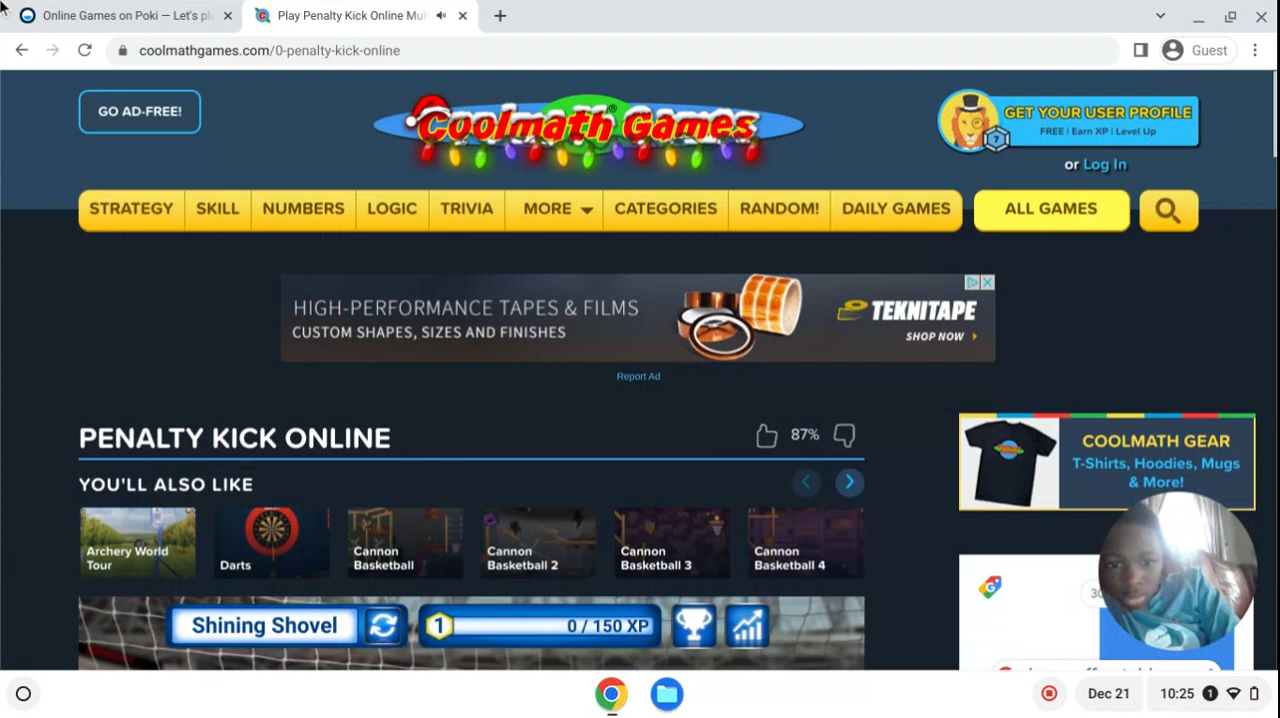 Online Games on Poki — Let's pl
Play Penalty Kick Online Mul
coolmathgames.com/0-penalty-kick-online
Guest
GO AD-FREE!
Coolmath Games
GET YOUR USER PROFILE
FREE | Earn XP | Level Up
or Log In
STRATEGY SKILL NUMBERS LOGIC TRIVIA MORE CATEGORIES RANDOM! DAILY GAMES ALL GAMES
HIGH-PERFORMANCE TAPES & FILMS
CUSTOM SHAPES, SIZES AND FINISHES
TEKNITAPE
SHOP NOW
Report Ad
PENALTY KICK ONLINE
87%
YOU'LL ALSO LIKE
Archery World
Tour
Darts
Cannon
Basketball
Cannon
Basketball 2
Cannon
Basketball 3
Cannon
Basketball 4
COOLMATH GEAR
T-Shirts, Hoodies, Mugs
& More!
Shining Shovel
1
0 / 150 XP
Dec 21
10:25
1